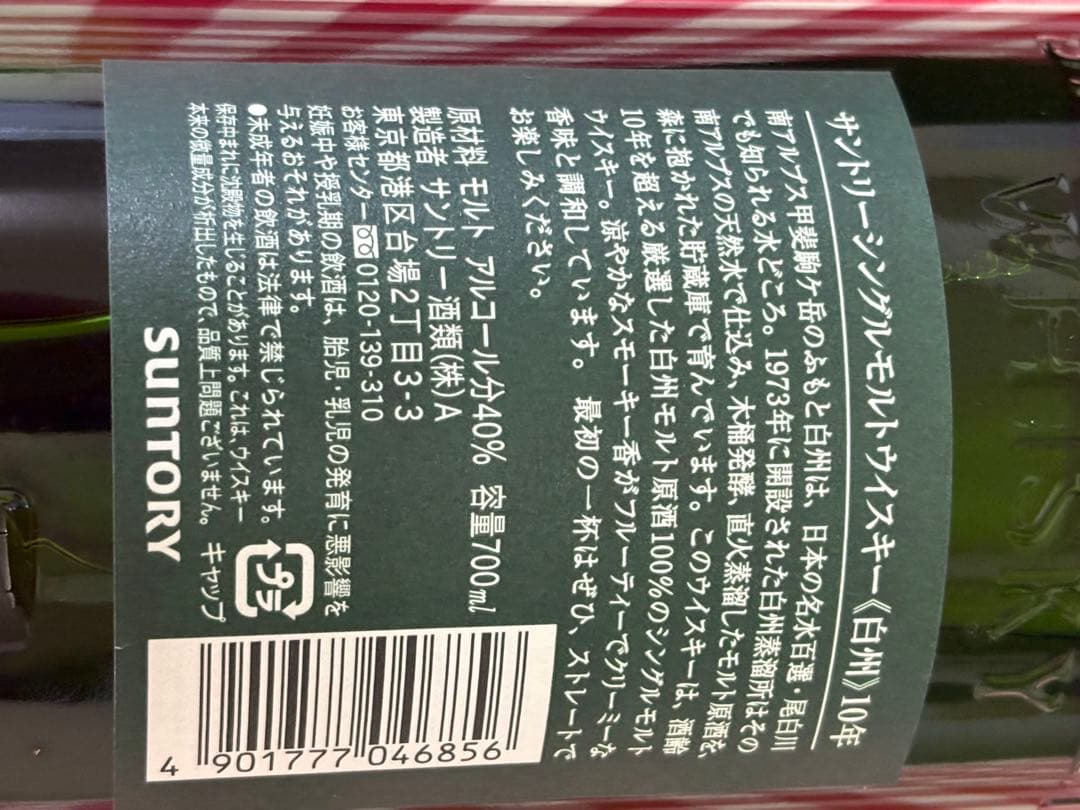 サントリーシングルモルトウイスキー《白州》10年
南アルプス甲斐駒ケ岳のふもと白州は、日本の名水百選・尾白川
でも知られる水どころ。1973年に開設された白州蒸溜所はその
南アルプスの天然水で仕込み、木桶発酵、直火蒸溜したモルト原酒を、
森に抱かれた貯蔵庫で育んでいます。このウイスキーは、酒齢
10年を超える厳選した白州モルト原酒100%のシングルモルト
ウイスキー。涼やかなスモーキー香がフルーティーでクリーミーな
香味と調和しています。 最初の一杯はぜひ、ストレートで
お楽しみください。
原材料 モルト アルコール分40% 容量700ml
製造者 サントリー酒類(株)A
東京都港区台場2丁目3-3
お客様センター 0120-139-310
妊娠中や授乳期の飲酒は、胎児・乳児の発育に悪影響を
与えるおそれがあります。
●未成年者の飲酒は法律で禁じられています。
保存中まれに沈殿物を生じることがあります。これは、ウイスキー
本来の微量成分が析出したもので、品質上問題ございません。
プラ
キャップ
SUNTORY
4 901777 046856